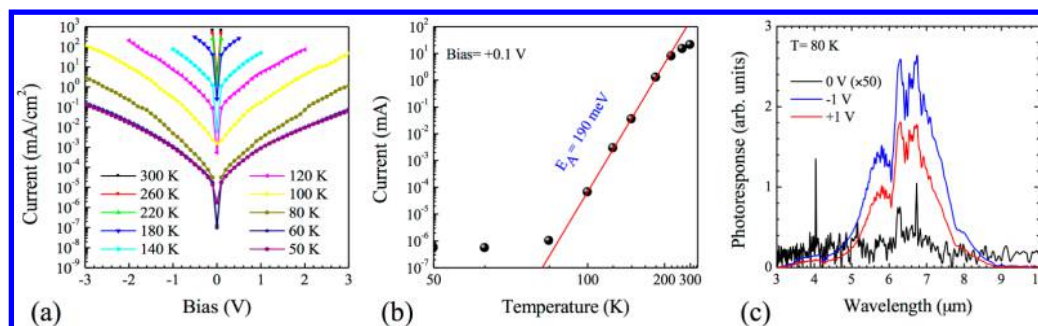 10³
10²
10¹
10⁰
10⁻¹
10⁻²
10⁻³
10⁻⁴
10⁻⁵
10⁻⁶
10⁻⁷
10⁻⁸
10⁻⁹
Current (mA/cm²)
300 K
260 K
220 K
180 K
140 K
120 K
100 K
80 K
60 K
50 K
-3 -2 -1 0 1 2 3
Bias (V)
(a)
10²
10¹
10⁰
10⁻¹
10⁻²
10⁻³
10⁻⁴
10⁻⁵
10⁻⁶
10⁻⁷
Current (mA)
Bias= +0.1 V
E_A = 190 meV
50 100 200 300
Temperature (K)
(b)
3
2
1
0
Photoresponse (arb. units)
T= 80 K
0 V (×50)
-1 V
+1 V
3 4 5 6 7 8 9
Wavelength (μm)
(c)